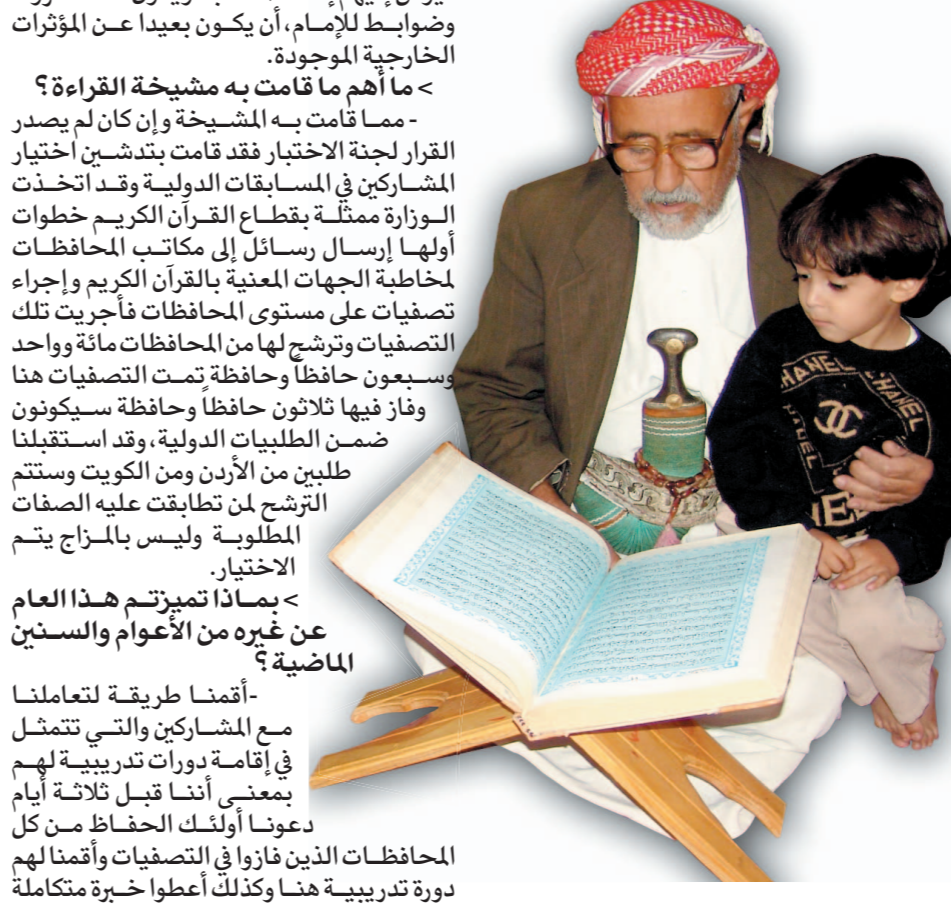 وضوابط للإمام، أن يكون بعيدا عن المؤثرات
الخارجية الموجودة.
> ما أهم ما قامت به مشيخة القراءة؟
- مما قامت به المشيخة وإن كان لم يصدر
القرار لجنة الاختبار فقد قامت بتدشين اختيار
المشاركين في المسابقات الدولية وقد اتخذت
الوزارة ممثلة بقطاع القرآن الكريم خطوات
أولها إرسال رسائل إلى مكاتب المحافظات
لمخاطبة الجهات المعنية بالقرآن الكريم وإجراء
تصفيات على مستوى المحافظات فأجريت تلك
التصفيات وترشح لها من المحافظات مائة وواحد
وسبعون حافظاً وحافظة تمت التصفيات هنا
وفاز فيها ثلاثون حافظاً وحافظة سيكونون
ضمن الطلبيات الدولية، وقد استقبلنا
طلبين من الأردن ومن الكويت وستتم
الترشح لمن تطابقت عليه الصفات
المطلوبة وليس بالمزاج يتم
الاختيار.
> بماذا تميزتم هذا العام
عن غيره من الأعوام والسنين
الماضية؟
-أقمنا طريقة لتعاملنا
مع المشاركين والتي تتمثل
في إقامة دورات تدريبية لهم
بمعنى أننا قبل ثلاثة أيام
دعونا أولئك الحفاظ من كل
المحافظات الذين فازوا في التصفيات وأقمنا لهم
دورة تدريبية هنا وكذلك أعطوا خبرة متكاملة
CHANEL
CHANEL